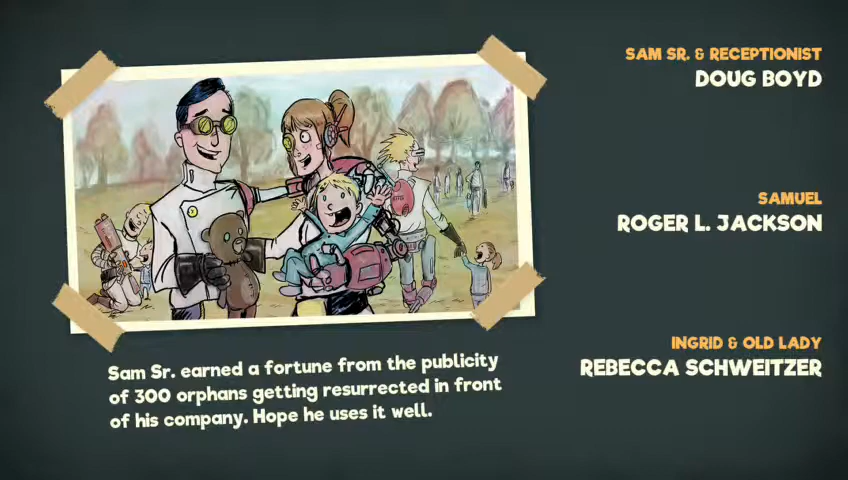 SAM SR. & RECEPTIONIST
DOUG BOYD
SAMUEL
ROGER L. JACKSON
INGRID & OLD LADY
REBECCA SCHWEITZER
Sam Sr. earned a fortune from the publicity
of 300 orphans getting resurrected in front
of his company. Hope he uses it well.